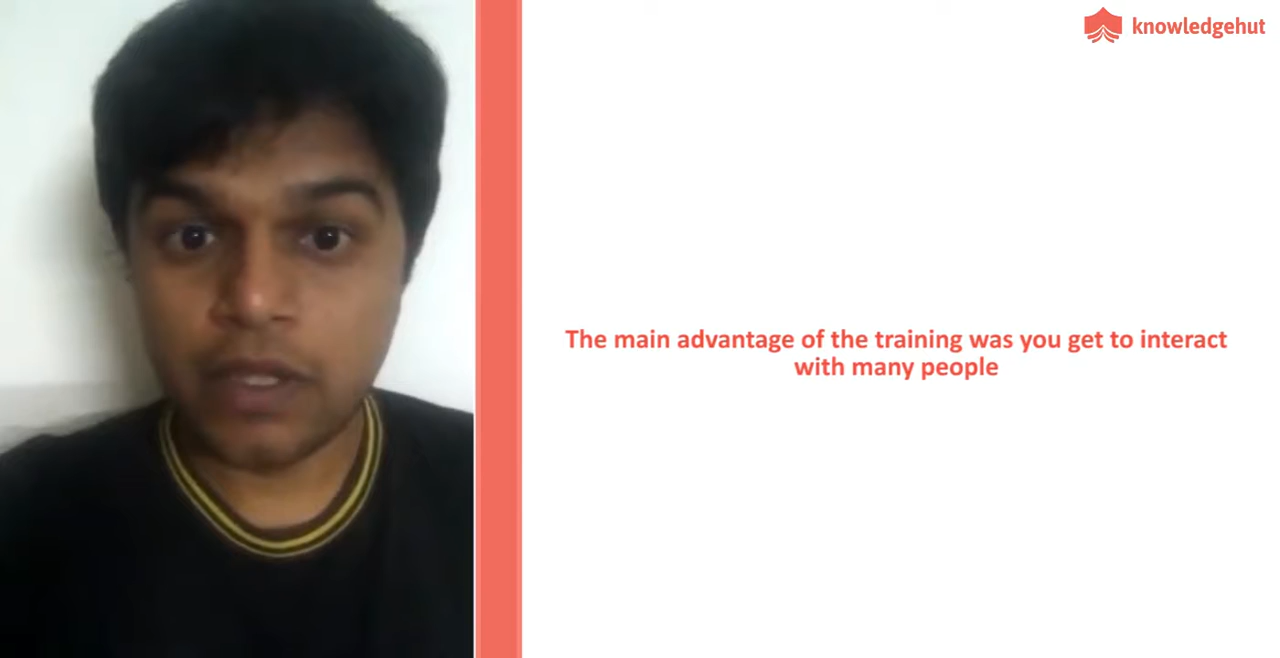 knowledgehut
The main advantage of the training was you get to interact
with many people